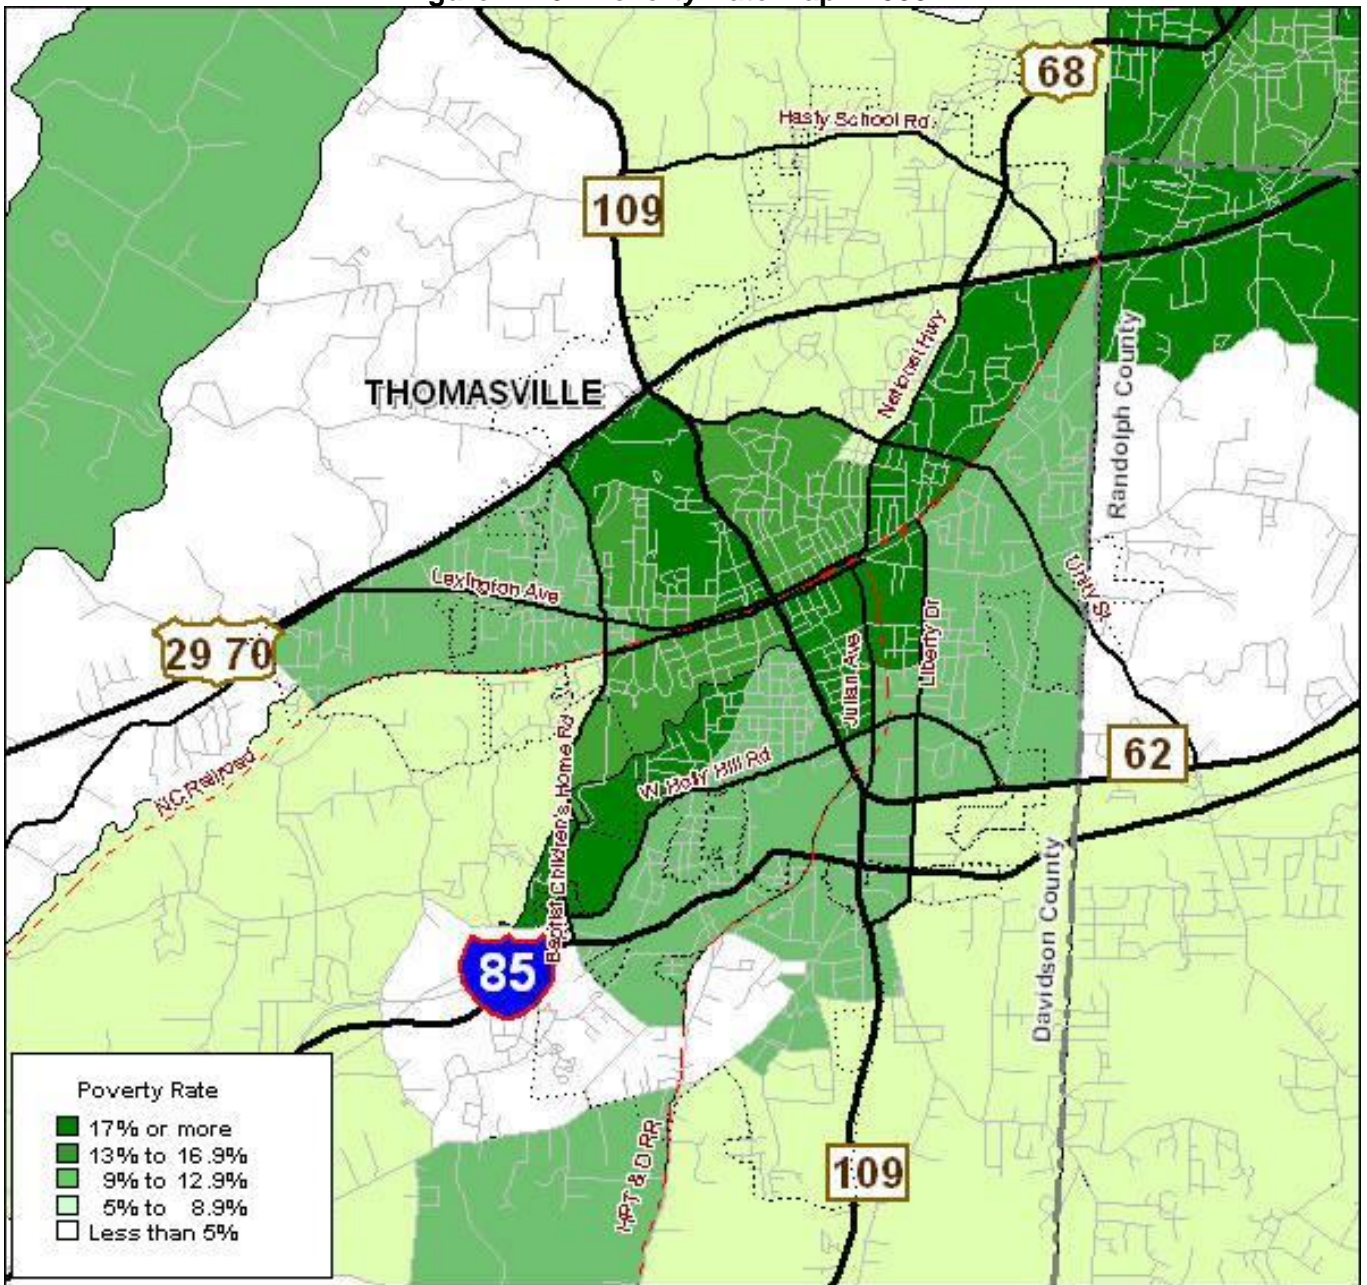 68
Hasty School Rd
109
National Hwy
Randolph County
THOMASVILLE
Lexington Ave
Unity St
29 70
Julian Ave
Liberty Dr
62
NC Railroad
Baptist Children's Home Rd
W Holly Hill Rd
85
Davidson County
HPT & D RR
109
Poverty Rate
17% or more
13% to 16.9%
9% to 12.9%
5% to 8.9%
Less than 5%